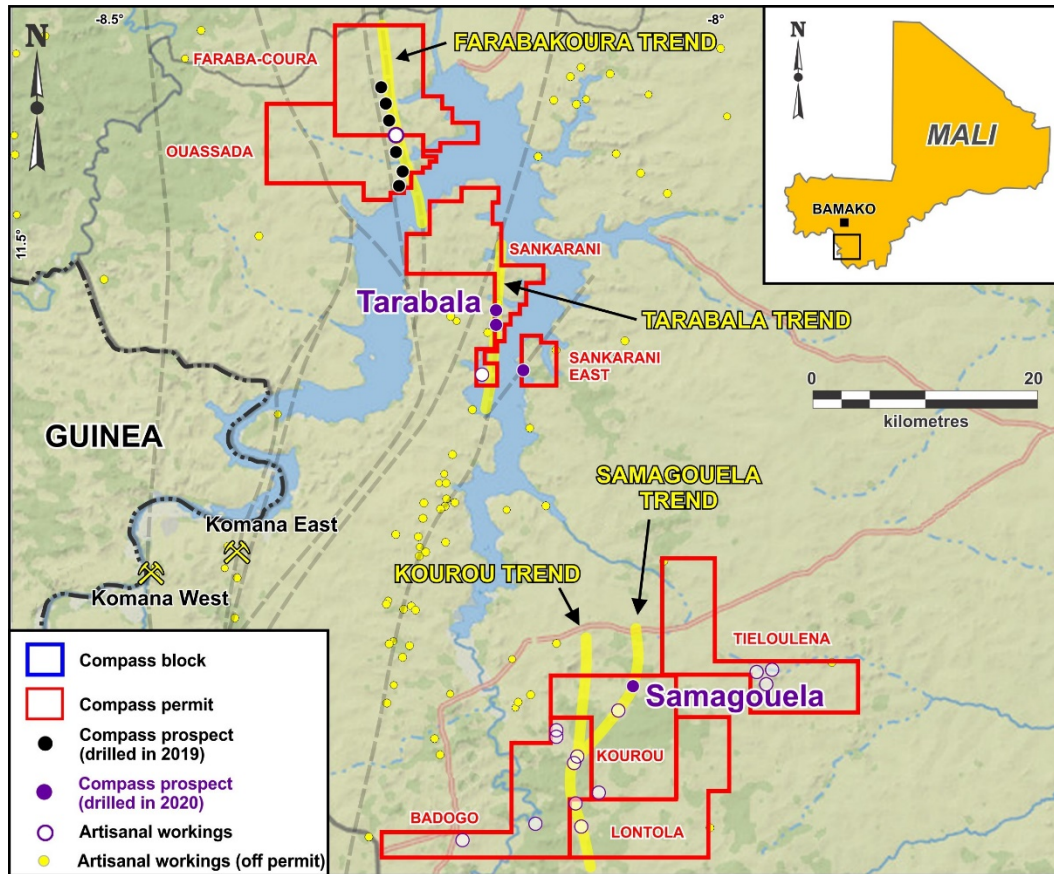 -8.5°
-8°
N
FARABAKOURA TREND
FARABA-COURA
OUASSADA
11.5°
SANKARANI
Tarabala
TARABALA TREND
SANKARANI
EAST
0
20
kilometres
GUINEA
SAMAGOUELA
TREND
Komana East
KOUROU TREND
Komana West
TIELOULENA
Samagouela
KOUROU
BADOGO
LONTOLA
N
MALI
BAMAKO
Compass block
Compass permit
Compass prospect
(drilled in 2019)
Compass prospect
(drilled in 2020)
Artisanal workings
Artisanal workings (off permit)